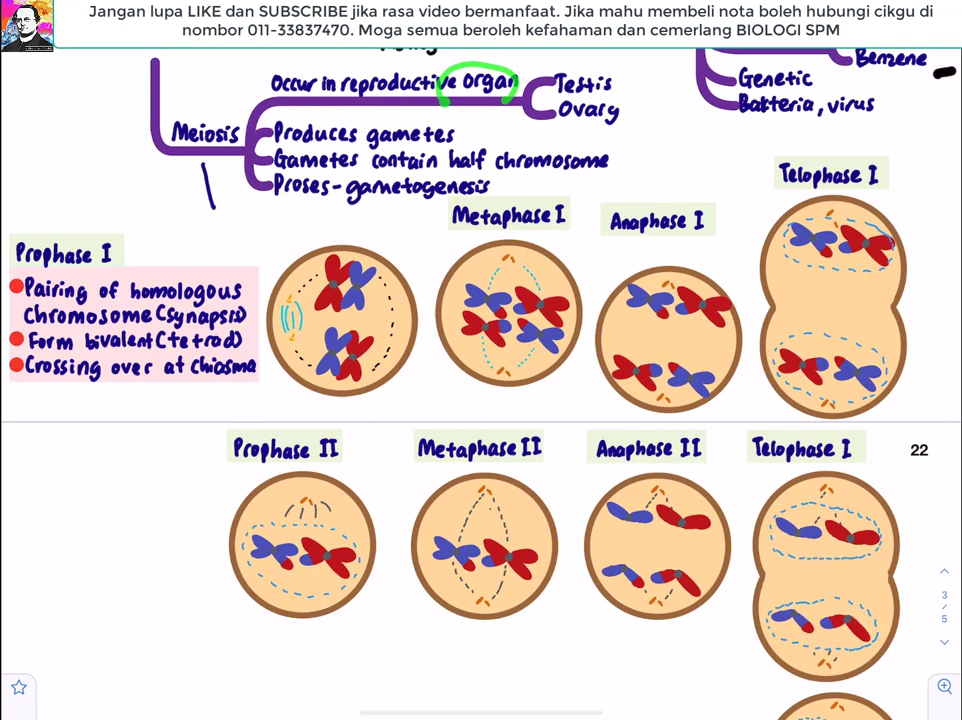 Jangan lupa LIKE dan SUBSCRIBE jika rasa video bermanfaat. Jika mahu membeli nota boleh hubungi cikgu di
nombor 011-33837470. Moga semua beroleh kefahaman dan cemerlang BIOLOGI SPM
Benzene
Genetic
Bakteria, virus
Occur in reproductive organ
Testis
Ovary
Meiosis
Produces gametes
Gametes contain half chromosome
Proses-gametogenesis
Prophase I
Pairing of homologous
chromosome (synapsis)
Form bivalent (tetrad)
Crossing over at chiasma
Metaphase I
Anaphase I
Telophase I
Prophase II
Metaphase II
Anaphase II
Telophase I
22
3
/
5